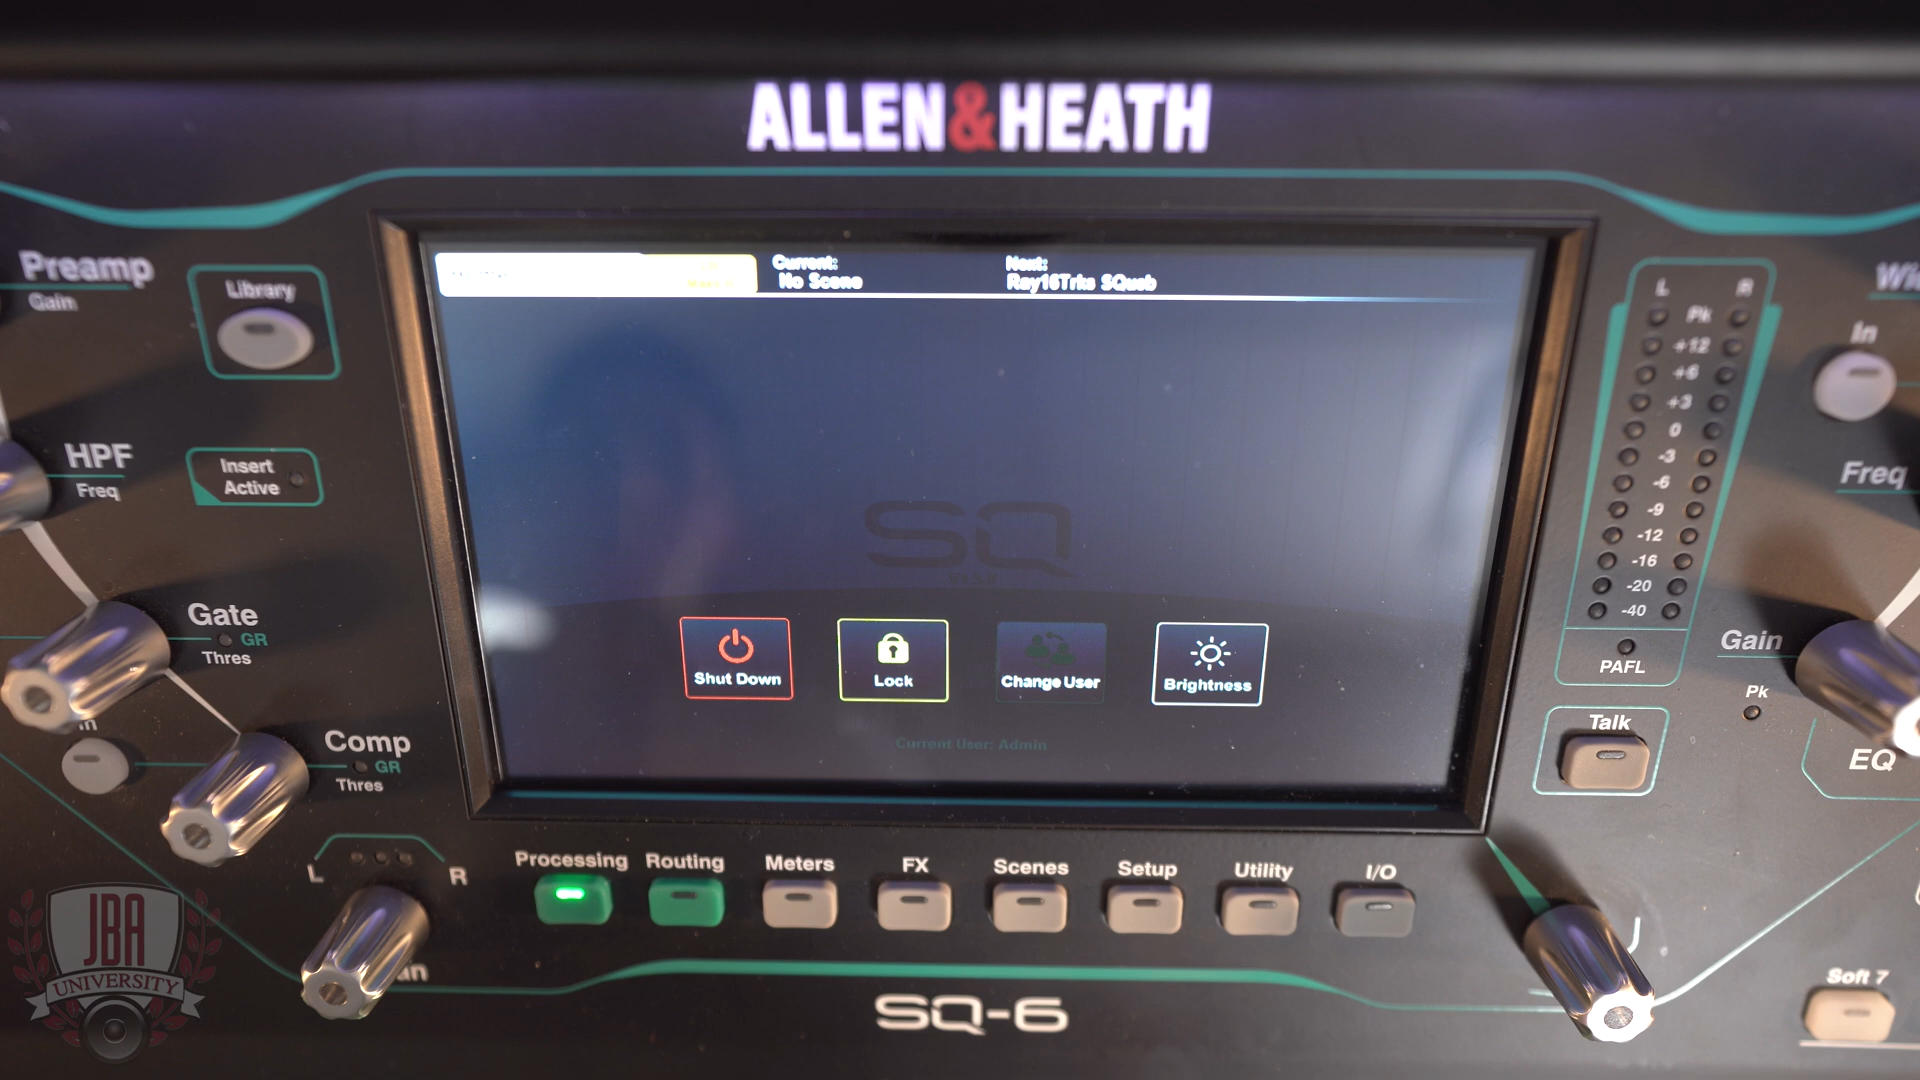 ALLEN&HEATH
Preamp
Gain
Library
Current:
No Scene
Next:
Ray16Trks SQusb
L R
Pk
+12
+6
+3
0
-3
-6
-9
-12
-16
-20
-40
PAFL
In
Freq
HPF
Freq
Insert
Active
SQ
Gate
GR
Thres
In
Shut Down
Lock
Change User
Brightness
Current User: Admin
Gain
Pk
Talk
EQ
Comp
GR
Thres
L R
Processing Routing Meters FX Scenes Setup Utility I/O
Soft 7
SQ-6
JBA
UNIVERSITY